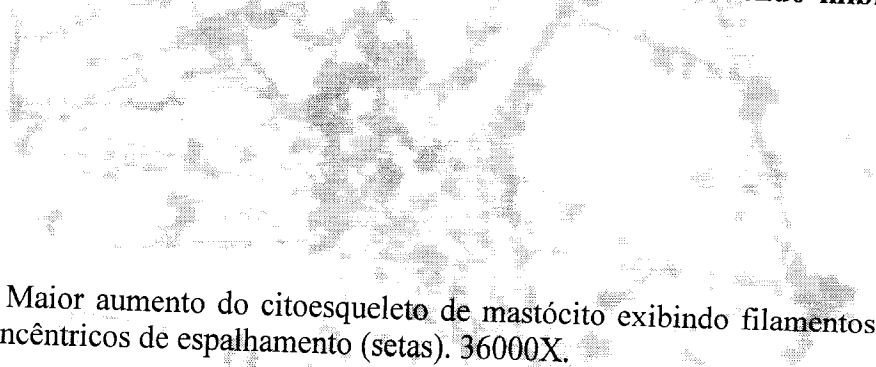 Maior aumento do citoesqueleto de mastócito exibindo filamentos
ncêntricos de espalhamento (setas). 36000X.